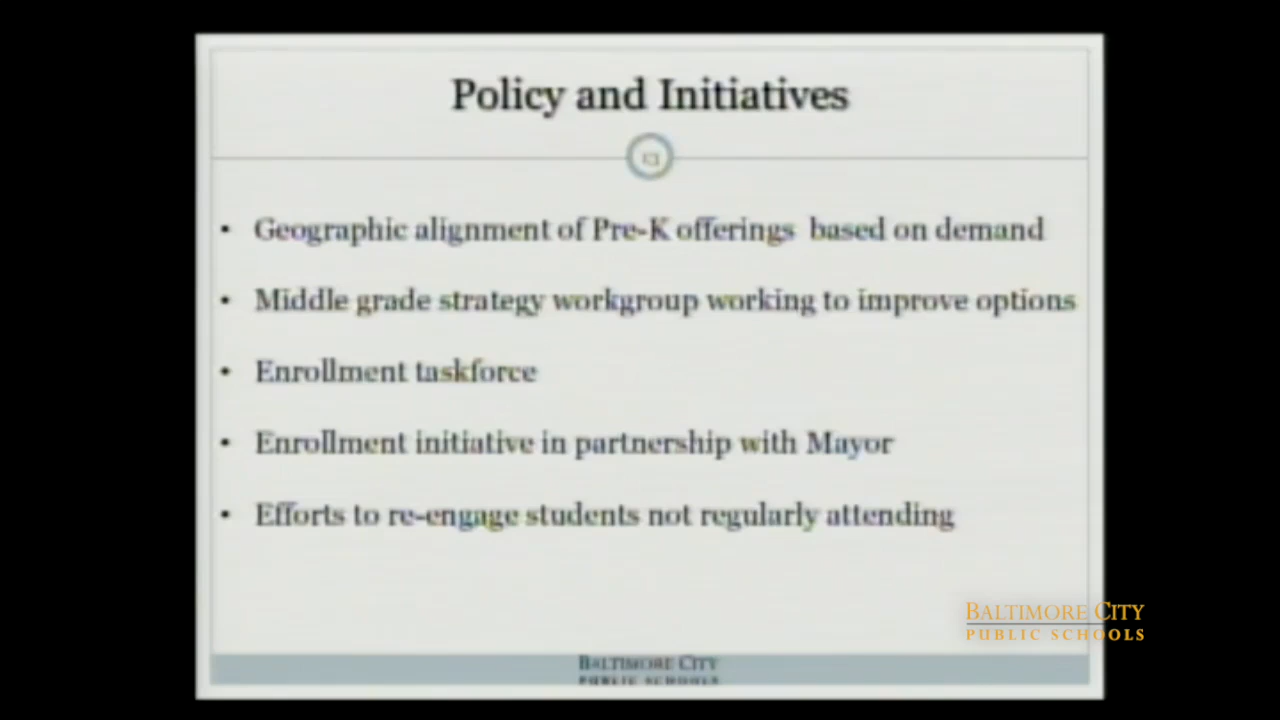 Policy and Initiatives
• Geographic alignment of Pre-K offerings based on demand
• Middle grade strategy workgroup working to improve options
• Enrollment taskforce
• Enrollment initiative in partnership with Mayor
• Efforts to re-engage students not regularly attending
BALTIMORE CITY
PUBLIC SCHOOLS
BALTIMORE CITY
PUBLIC SCHOOLS